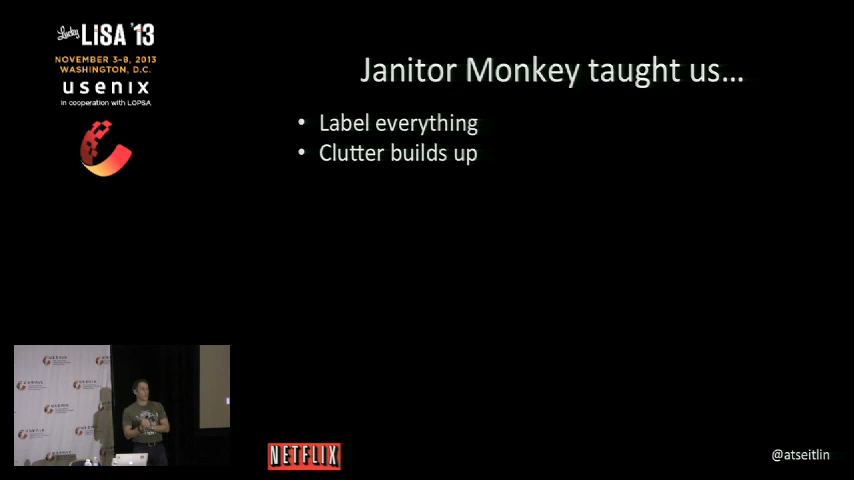 Lucky LISA '13
NOVEMBER 3-8, 2013
WASHINGTON, D.C.
usenix
in cooperation with LOPSA
Janitor Monkey taught us...
• Label everything
• Clutter builds up
NETFLIX
@atseitlin